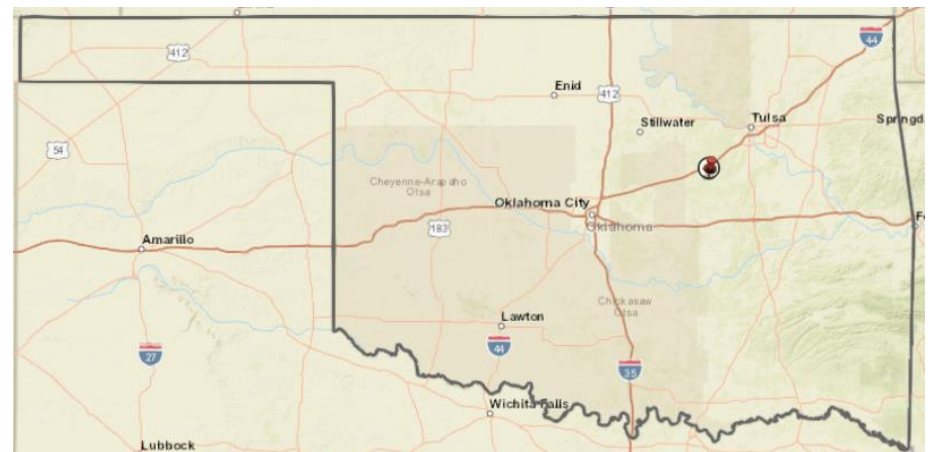 412
44
Enid
412
Tulsa
Stillwater
Springd
54
Cheyenne-Arapaho
Otsa
Oklahoma City
183
Oklahoma
Amarillo
Chickasaw
Otsa
Lawton
44
27
35
Wichita Falls
Lubbock